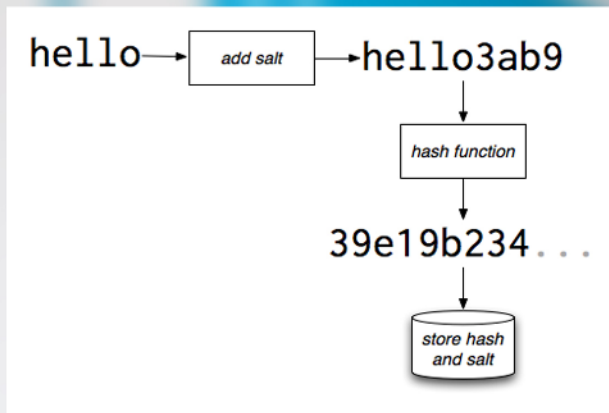 hello
add salt
hello3ab9
hash function
39e19b234...
store hash
and salt